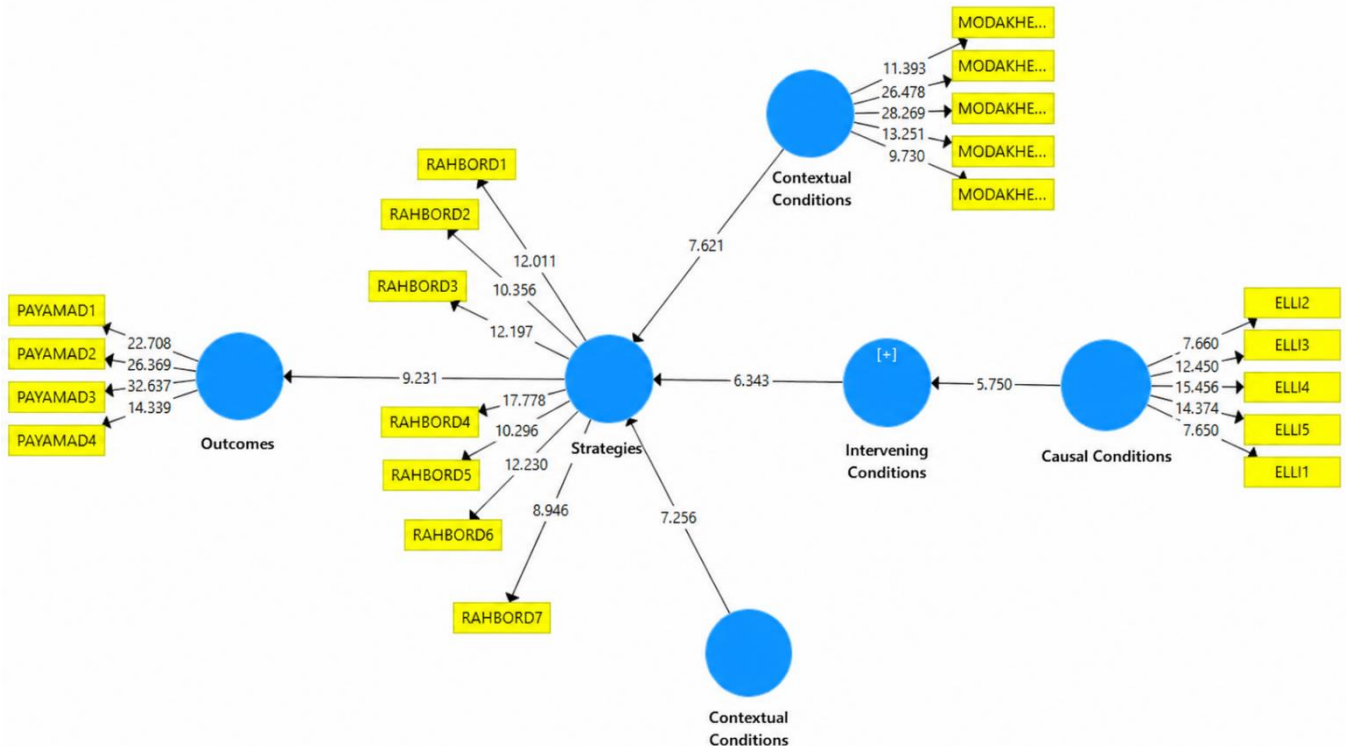 MODAKHE...
11.393
MODAKHE...
26.478
28.269
MODAKHE...
13.251
MODAKHE...
9.730
MODAKHE...
Contextual
Conditions
RAHBORD1
RAHBORD2
RAHBORD3
12.011
10.356
12.197
7.621
PAYAMAD1
PAYAMAD2
PAYAMAD3
PAYAMAD4
22.708
26.369
32.637
14.339
Outcomes
9.231
RAHBORD4
RAHBORD5
RAHBORD6
RAHBORD7
17.778
10.296
12.230
8.946
Strategies
6.343
[+]
Intervening
Conditions
5.750
Causal Conditions
7.660
12.450
15.456
14.374
7.650
ELLI2
ELLI3
ELLI4
ELLI5
ELLI1
7.256
Contextual
Conditions